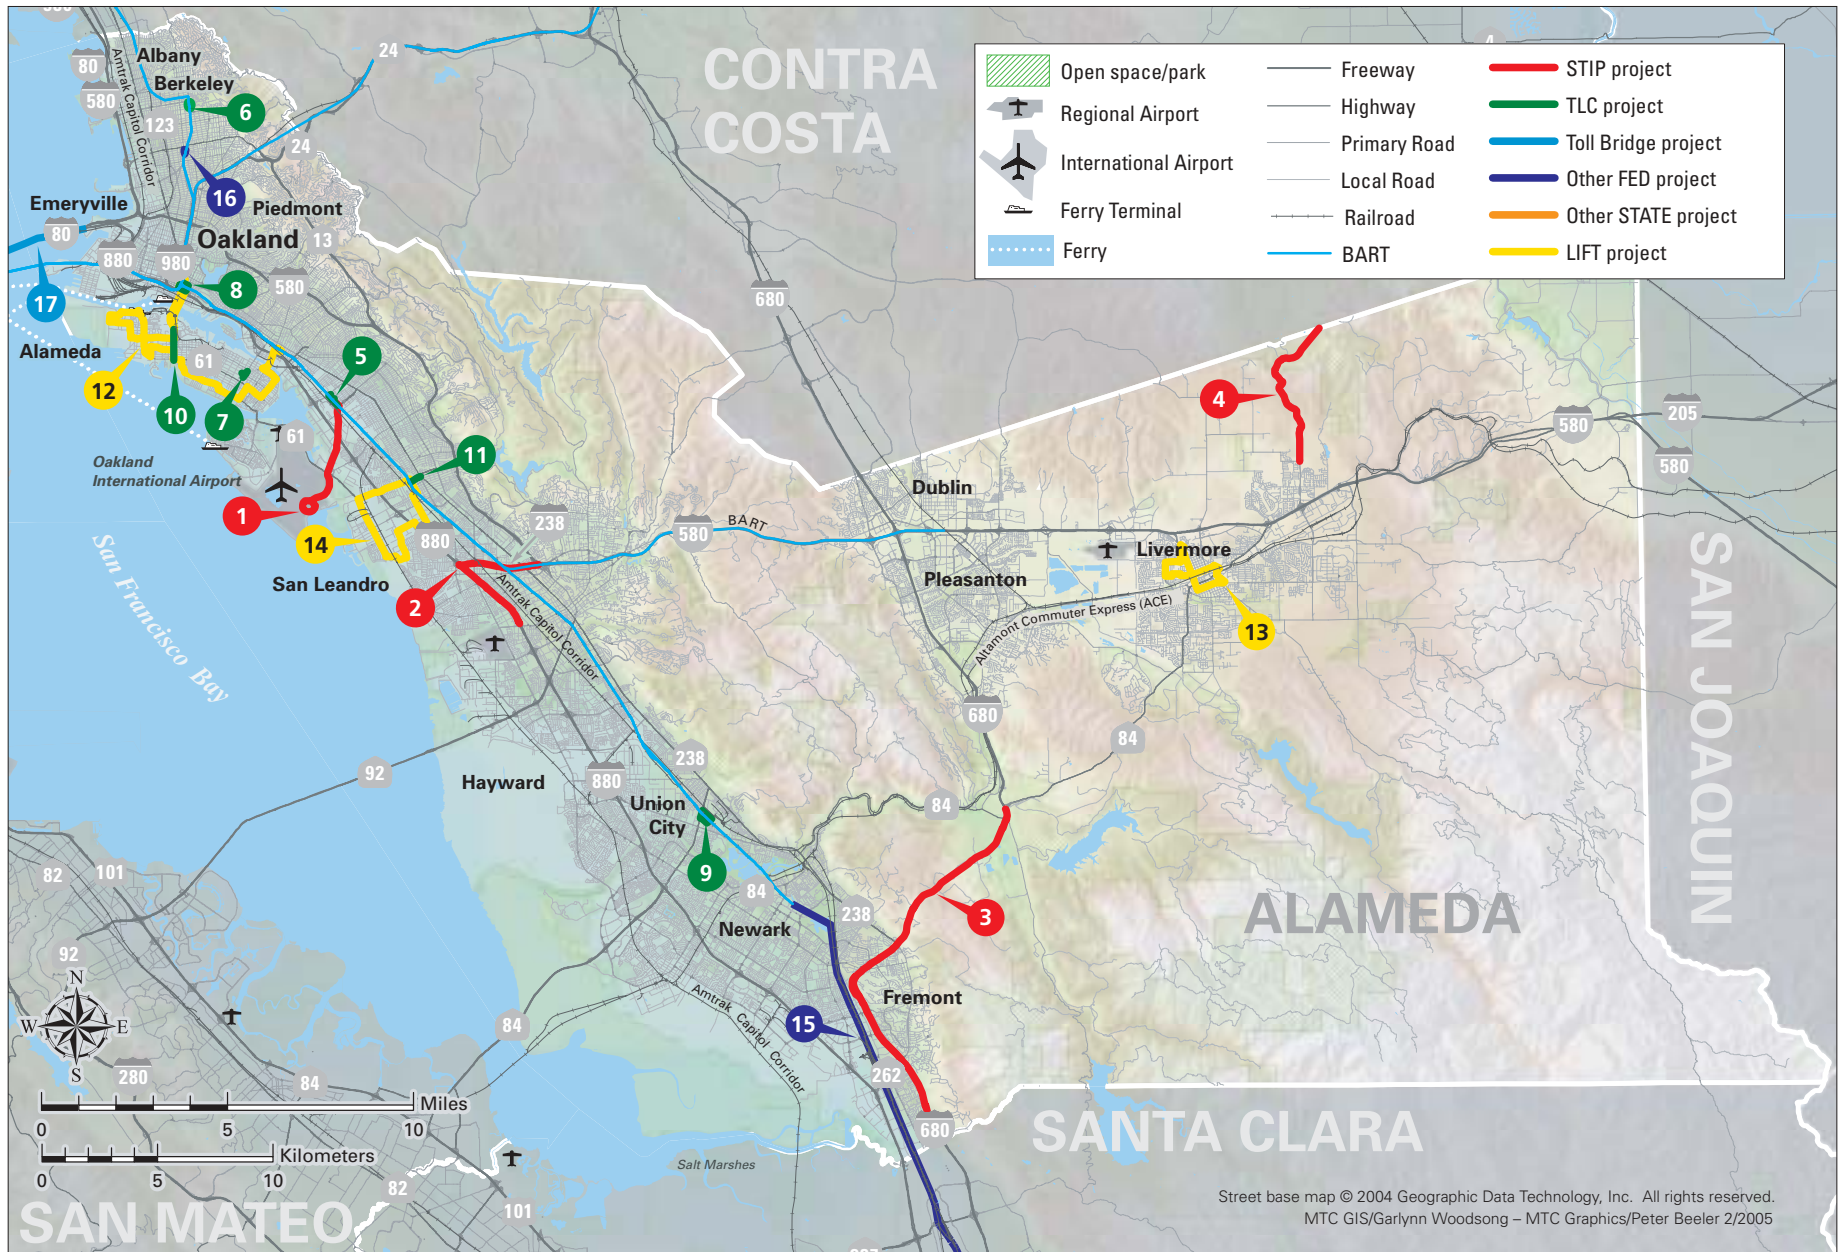 CONTRA
COSTA
Albany
Berkeley
Amtrak Capitol Corridor
80
580
123
24
24
6
16
Emeryville
Piedmont
80
Oakland
13
880
980
580
8
17
Alameda
61
5
12
10
7
61
11
Oakland
International Airport
1
14
880
238
San Leandro
2
San Francisco Bay
Amtrak Capitol Corridor
680
4
Open space/park
Regional Airport
International Airport
Ferry Terminal
Ferry
Freeway
Highway
Primary Road
Local Road
Railroad
BART
STIP project
TLC project
Toll Bridge project
Other FED project
Other STATE project
LIFT project
4
580
205
580
Dublin
580
BART
Livermore
Pleasanton
Altamont Commuter Express (ACE)
13
SAN JOAQUIN
680
84
92
Hayward
880
238
Union
City
84
9
84
238
Newark
3
ALAMEDA
Fremont
15
Amtrak Capitol Corridor
84
262
680
SANTA CLARA
Salt Marshes
82
101
92
N
W
E
S
280
84
Miles
0
5
10
Kilometers
0
5
10
82
101
SAN MATEO
Street base map © 2004 Geographic Data Technology, Inc. All rights reserved.
MTC GIS/Garlynn Woodsong – MTC Graphics/Peter Beeler 2/2005